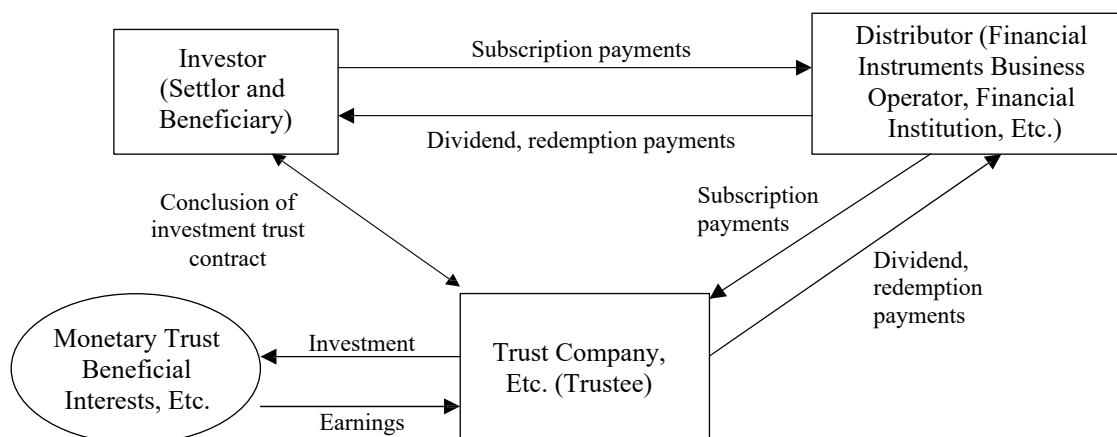 Investor
(Settlor and
Beneficiary)
Subscription payments
Dividend, redemption payments
Distributor (Financial
Instruments Business
Operator, Financial
Institution, Etc.)
Conclusion of
investment trust
contract
Subscription
payments
Dividend,
redemption
payments
Monetary Trust
Beneficial
Interests, Etc.
Investment
Earnings
Trust Company,
Etc. (Trustee)